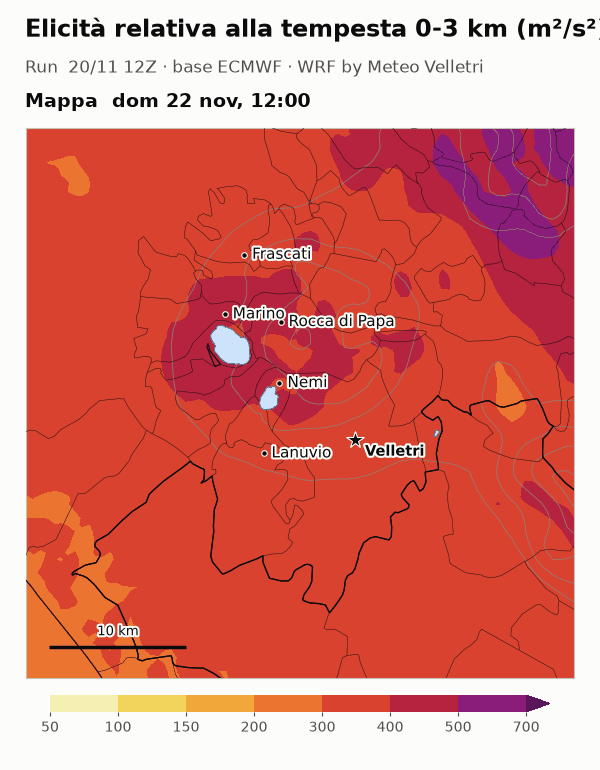 Elicità relativa alla tempesta 0-3 km (m²/s²)
Run 20/11 12Z · base ECMWF · WRF by Meteo Velletri
Mappa dom 22 nov, 12:00
Frascati
Marino
Rocca di Papa
Nemi
Velletri
Lanuvio
10 km
50 100 150 200 300 400 500 700